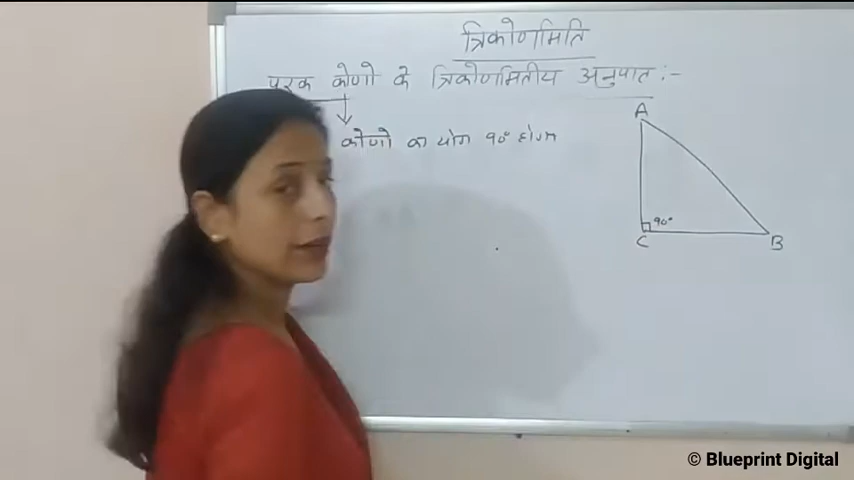 त्रिकोणमिति
पूरक कोणो के त्रिकोणमितीय अनुपात :-
कोणो का योग 90° होगा
A
90°
C
B
© Blueprint Digital